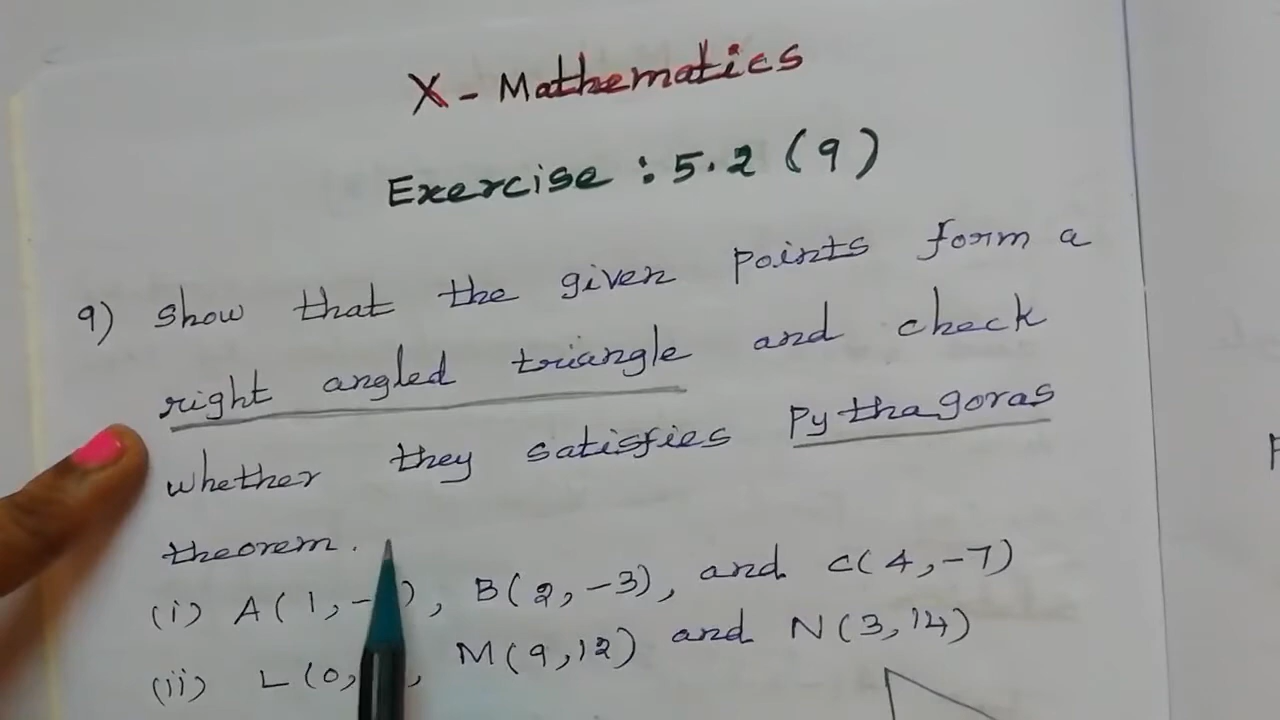 X - Mathematics
Exercise : 5.2 (9)
9) Show that the given points form a
right angled triangle and check
whether they satisfies Pythagoras
theorem.
(i) A(1,- ), B(2,-3), and C(4,-7)
(ii) L(0, , M(9,12) and N(3,14)